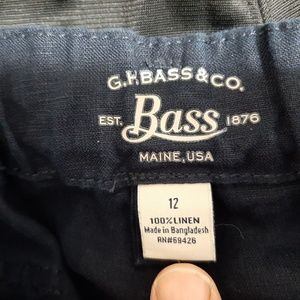 G.H.BASS & CO.
EST. Bass 1876
MAINE, USA
12
100% LINEN
Made in Bangladesh
RN#69426